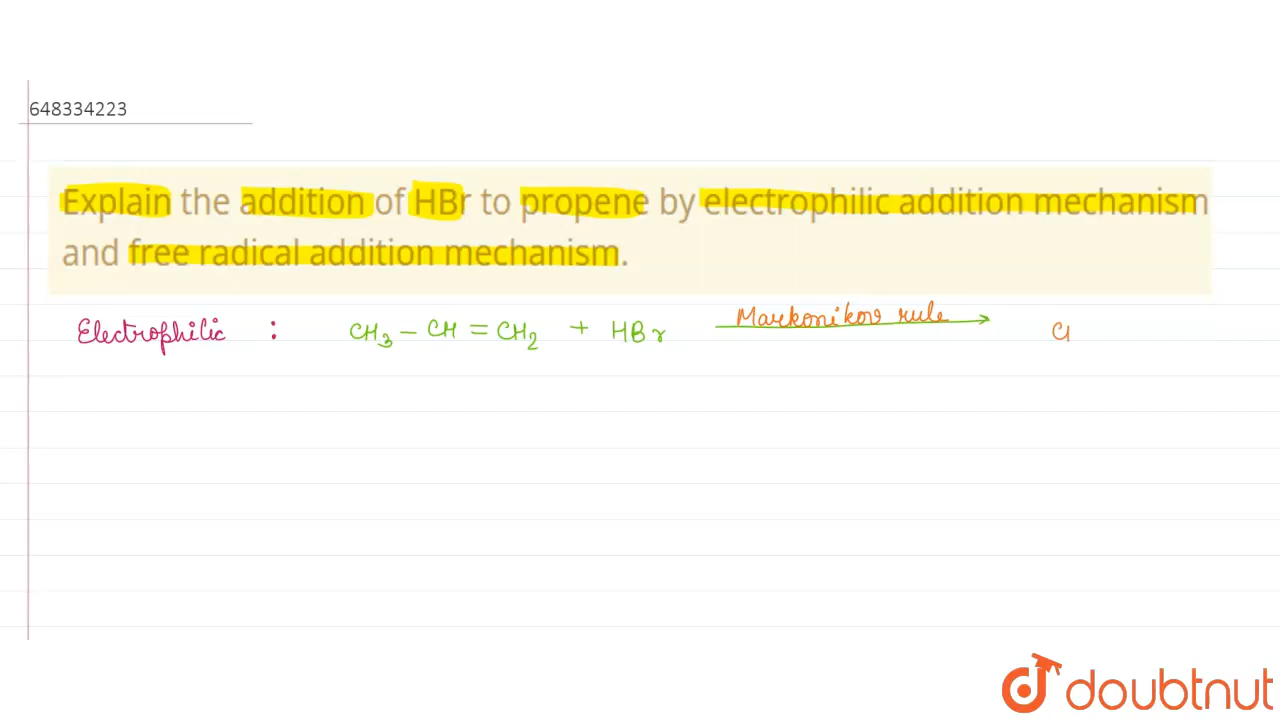 648334223
Explain the addition of HBr to propene by electrophilic addition mechanism
and free radical addition mechanism.
Electrophilic : CH₃ – CH = CH₂ + HBr Markonikov rule → C
doubtnut